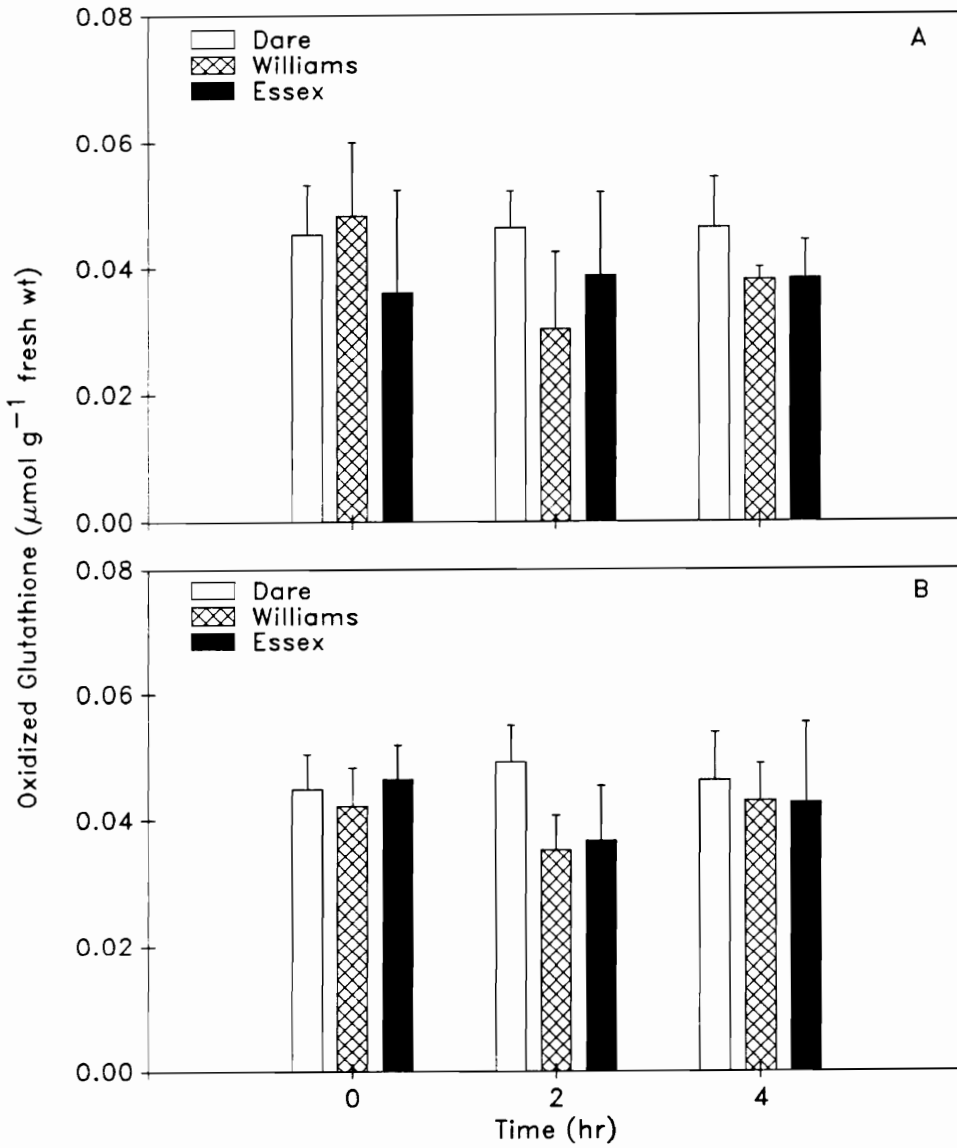 Oxidized Glutathione (μmol g⁻¹ fresh wt)
A
Dare
Williams
Essex
0.08
0.06
0.04
0.02
0.00
B
Dare
Williams
Essex
0.08
0.06
0.04
0.02
0.00
0 2 4
Time (hr)